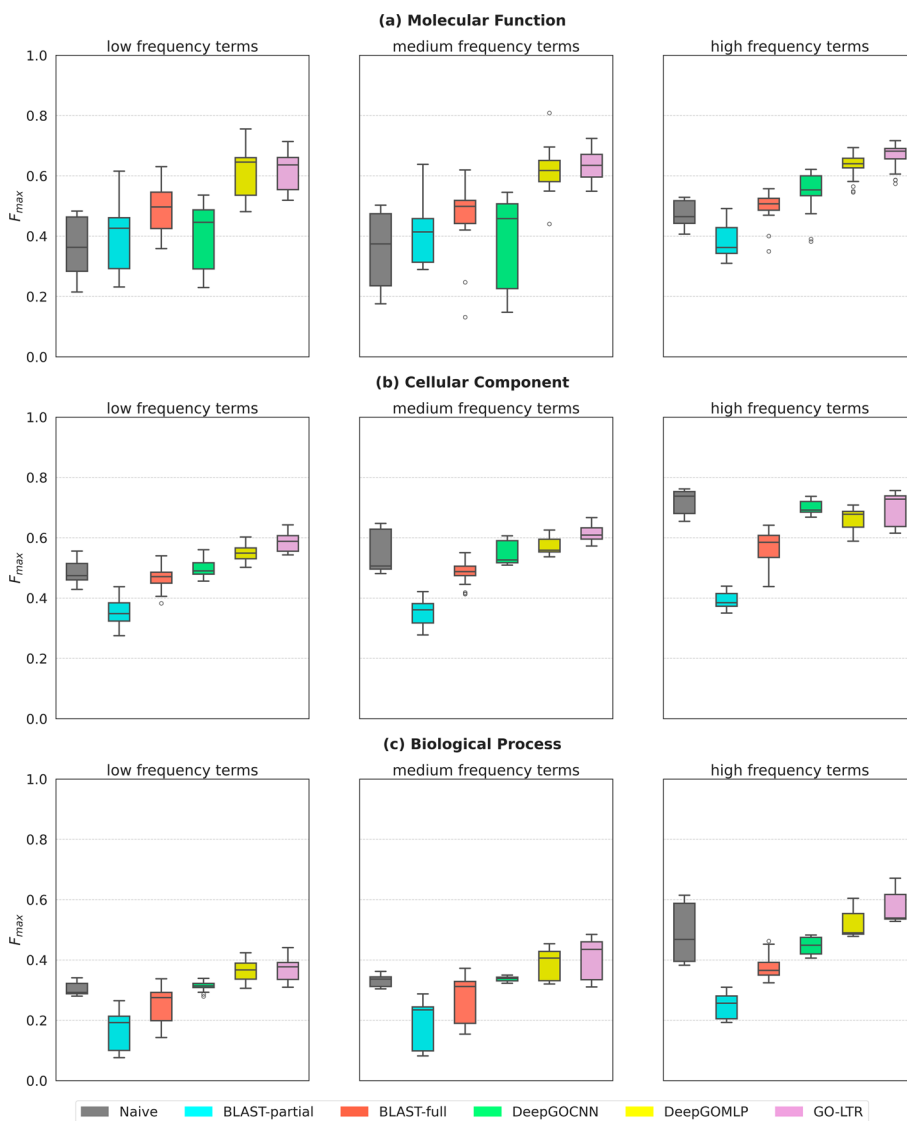 (a) Molecular Function
low frequency terms medium frequency terms high frequency terms
1.0
0.8
0.6
0.4
0.2
0.0
F_max
(b) Cellular Component
low frequency terms medium frequency terms high frequency terms
1.0
0.8
0.6
0.4
0.2
0.0
F_max
(c) Biological Process
low frequency terms medium frequency terms high frequency terms
1.0
0.8
0.6
0.4
0.2
0.0
F_max
Naive BLAST-partial BLAST-full DeepGOCNN DeepGOMLP GO-LTR